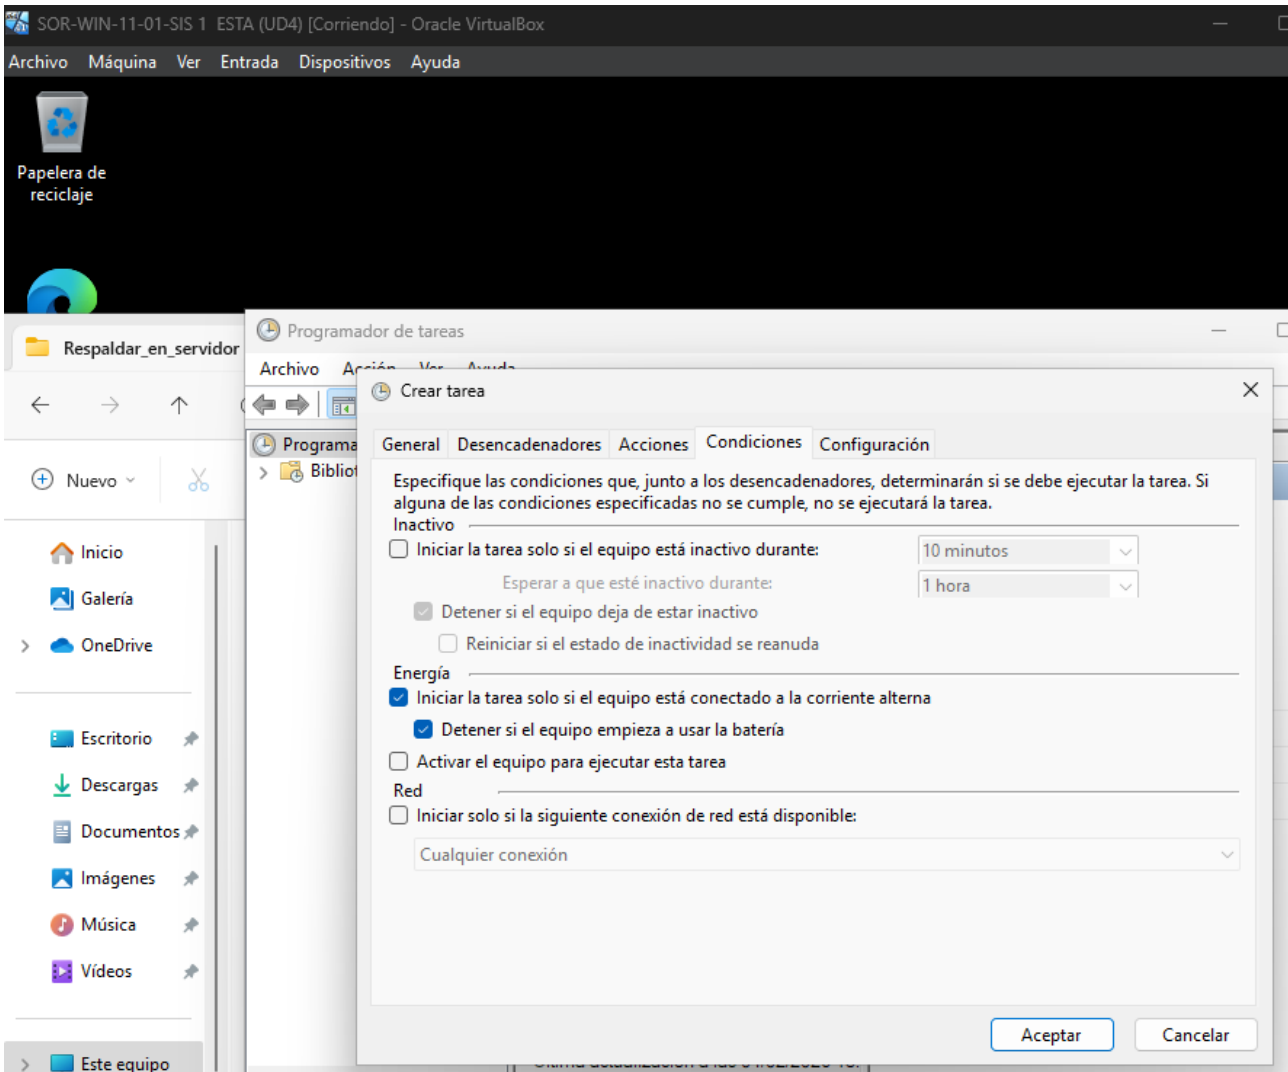 SOR-WIN-11-01-SIS 1 ESTA (UD4) [Corriendo] - Oracle VirtualBox
Archivo Máquina Ver Entrada Dispositivos Ayuda
Papelera de
reciclaje
Respaldar_en_servidor
Nuevo
Inicio
Galería
OneDrive
Escritorio
Descargas
Documentos
Imágenes
Música
Vídeos
Este equipo
Programador de tareas
Archivo Acción Ver Ayuda
Programa
Bibliot
Crear tarea
General Desencadenadores Acciones Condiciones Configuración
Especifique las condiciones que, junto a los desencadenadores, determinarán si se debe ejecutar la tarea. Si
alguna de las condiciones especificadas no se cumple, no se ejecutará la tarea.
Inactivo
Iniciar la tarea solo si el equipo está inactivo durante: 10 minutos
Esperar a que esté inactivo durante: 1 hora
Detener si el equipo deja de estar inactivo
Reiniciar si el estado de inactividad se reanuda
Energía
Iniciar la tarea solo si el equipo está conectado a la corriente alterna
Detener si el equipo empieza a usar la batería
Activar el equipo para ejecutar esta tarea
Red
Iniciar solo si la siguiente conexión de red está disponible:
Cualquier conexión
Aceptar Cancelar